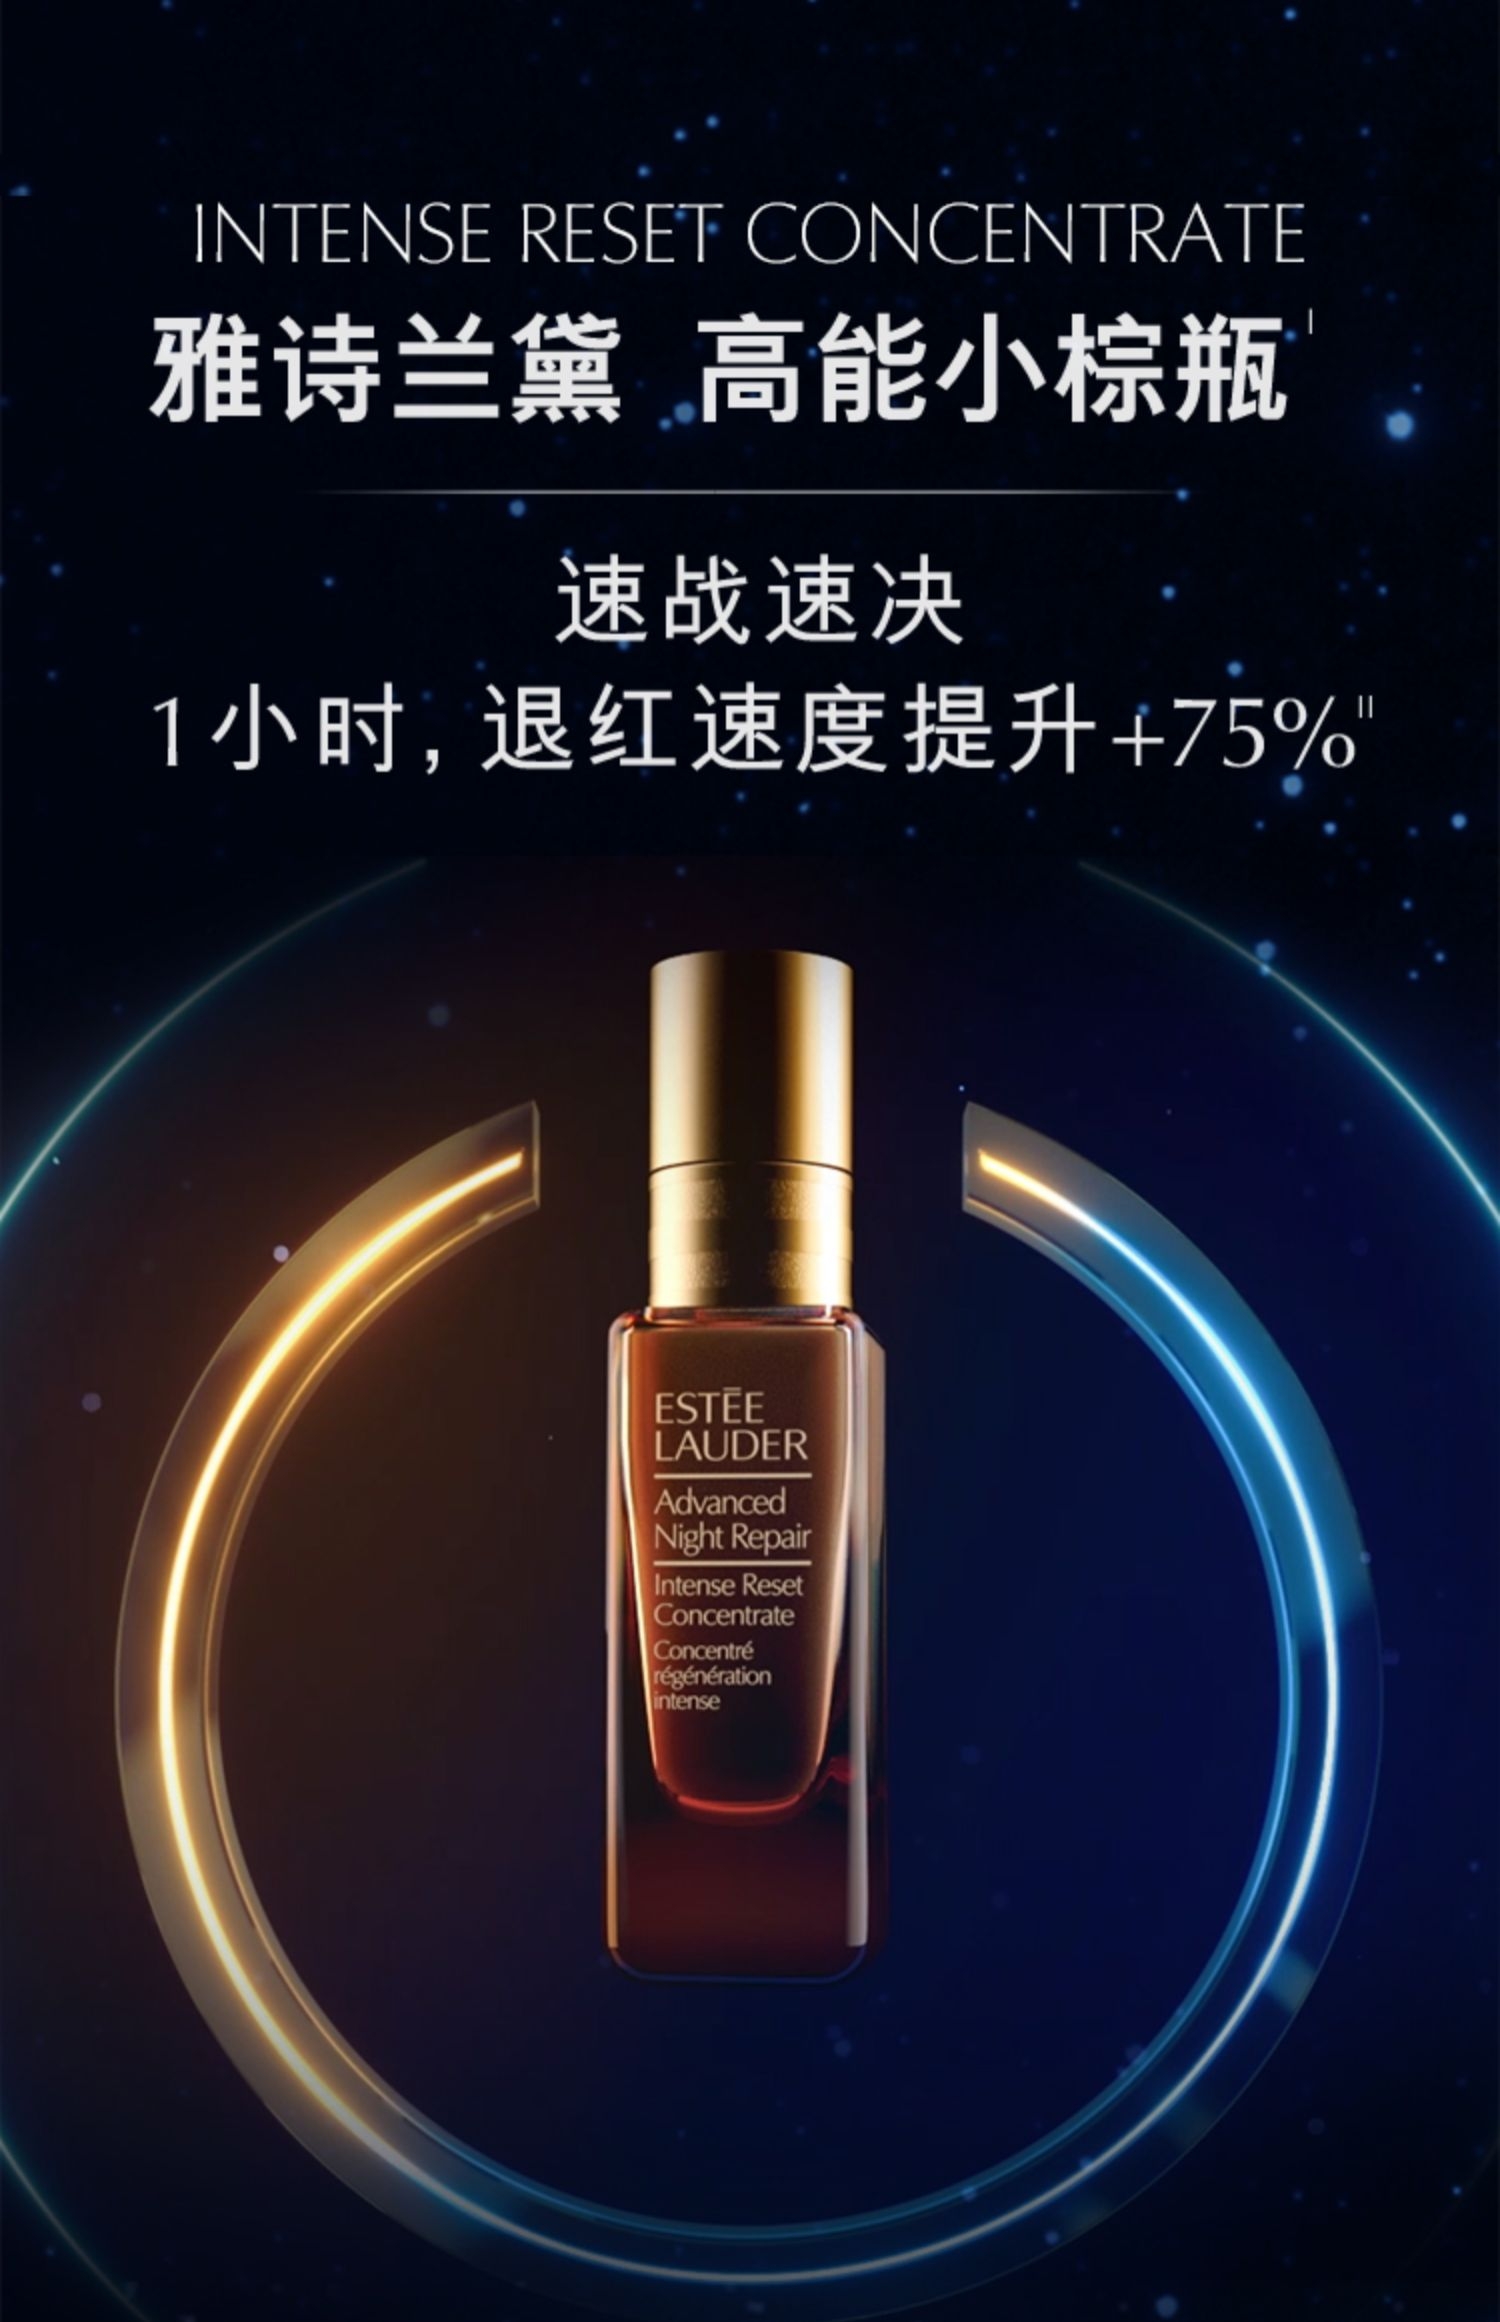 INTENSE RESET CONCENTRATE
雅诗兰黛 高能小棕瓶I
速战速决
1小时,退红速度提升+75%II
ESTĒE
LAUDER
Advanced
Night Repair
Intense Reset
Concentrate
Concentré
régénération
intense